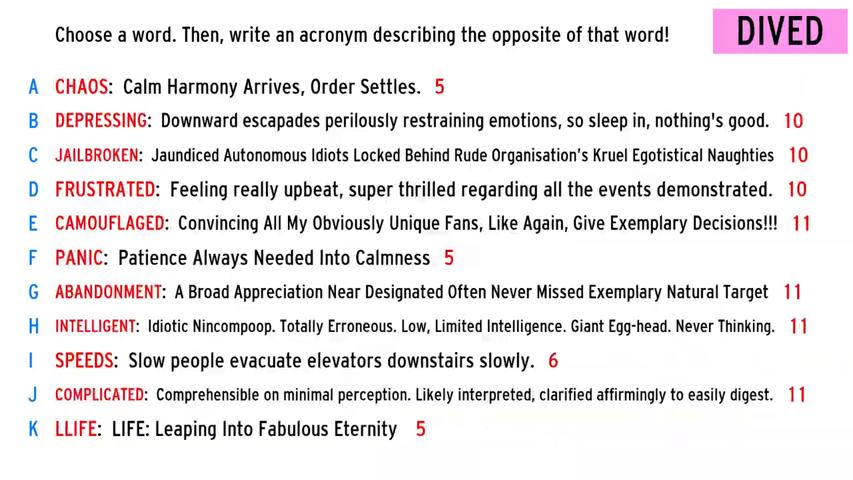 Choose a word. Then, write an acronym describing the opposite of that word!
DIVED
A CHAOS: Calm Harmony Arrives, Order Settles. 5
B DEPRESSING: Downward escapades perilously restraining emotions, so sleep in, nothing's good. 10
C JAILBROKEN: Jaundiced Autonomous Idiots Locked Behind Rude Organisation's Kruel Egotistical Naughties 10
D FRUSTRATED: Feeling really upbeat, super thrilled regarding all the events demonstrated. 10
E CAMOUFLAGED: Convincing All My Obviously Unique Fans, Like Again, Give Exemplary Decisions!!! 11
F PANIC: Patience Always Needed Into Calmness 5
G ABANDONMENT: A Broad Appreciation Near Designated Often Never Missed Exemplary Natural Target 11
H INTELLIGENT: Idiotic Nincompoop. Totally Erroneous. Low, Limited Intelligence. Giant Egg-head. Never Thinking. 11
I SPEEDS: Slow people evacuate elevators downstairs slowly. 6
J COMPLICATED: Comprehensible on minimal perception. Likely interpreted, clarified affirmingly to easily digest. 11
K LLIFE: LIFE: Leaping Into Fabulous Eternity 5